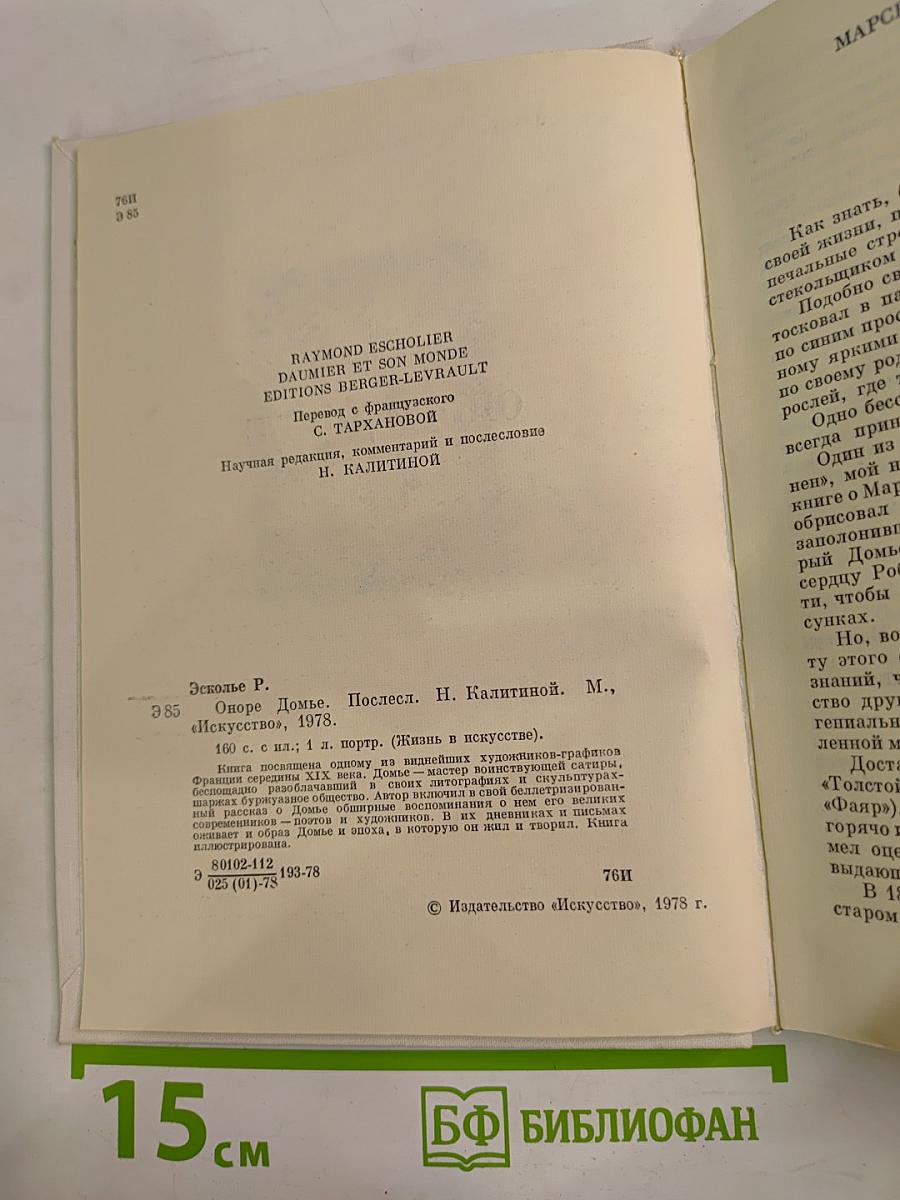 76И
Э 85
RAYMOND ESCHOLIER
DAUMIER ET SON MONDE
EDITIONS BERGER-LEVRAULT
Перевод с французского
С. ТАРХАНОВОЙ
Научная редакция, комментарий и послесловие
Н. КАЛИТИНОЙ
Эсколье Р.
Э 85 Оноре Домье. Послесл. Н. Калитиной. М.,
«Искусство», 1978.
160 с. с ил.; 1 л. портр. (Жизнь в искусстве).
Книга посвящена одному из виднейших художников-графиков
Франции середины XIX века. Домье — мастер воинствующей сатиры,
беспощадно разоблачавший в своих литографиях и скульптурах-
шаржах буржуазное общество. Автор включил в свой беллетризирован-
ный рассказ о Домье обширные воспоминания о нем его великих
современников — поэтов и художников. В их дневниках и письмах
оживает и образ Домье и эпоха, в которую он жил и творил. Книга
иллюстрирована.
Э 80102-112
025 (01)-78 193-78
76И
© Издательство «Искусство», 1978 г.
МАРС
Как знать,
своей жизни,
печальные
стекольщиком
Подобно
тосковал в
по синим
ному яркими
по своему
рослей, где
Одно
всегда
Один из
нен», мой
книге о
обрисовал
заполонив
рый
сердцу
ти, чтобы
сунках.
Но,
ту этого
знаний,
ство
гениаль
ленной
Доста
«Толстой
«Фаяр»)
горячо
мел
выдаю
В 18
старом
15 см
БФ БИБЛИОФАН